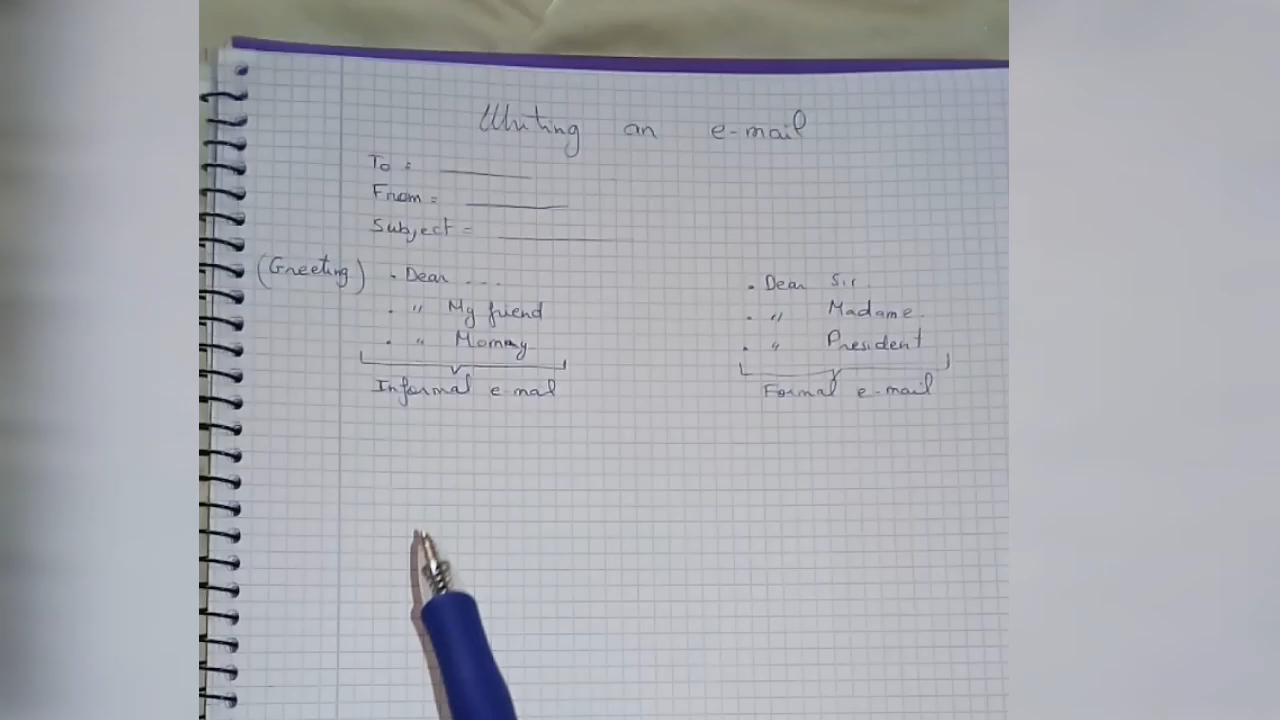 Writing an e-mail
To :
From :
Subject :
(Greeting) • Dear ... • Dear Sir.
• " My friend • " Madame.
• " Mommy • " President
Informal e mail Formal e-mail